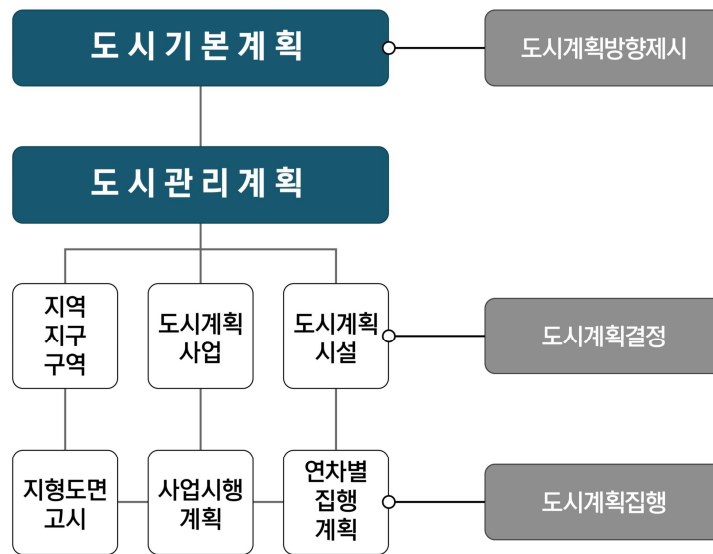 도시기본계획
도시계획방향제시
도시관리계획
지역
지구
구역
도시계획
사업
도시계획
시설
도시계획결정
지형도면
고시
사업시행
계획
연차별
집행
계획
도시계획집행